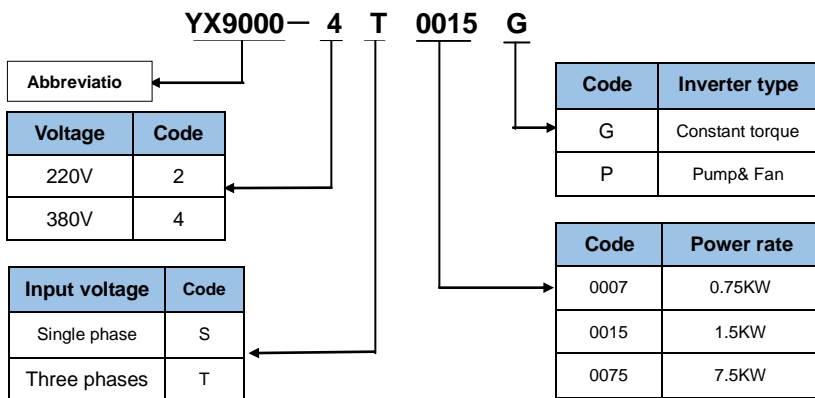 YX9000— 4 T 0015 G
Abbreviatio
Voltage Code
220V 2
380V 4
Input voltage Code
Single phase S
Three phases T
Code Inverter type
G Constant torque
P Pump& Fan
Code Power rate
0007 0.75KW
0015 1.5KW
0075 7.5KW